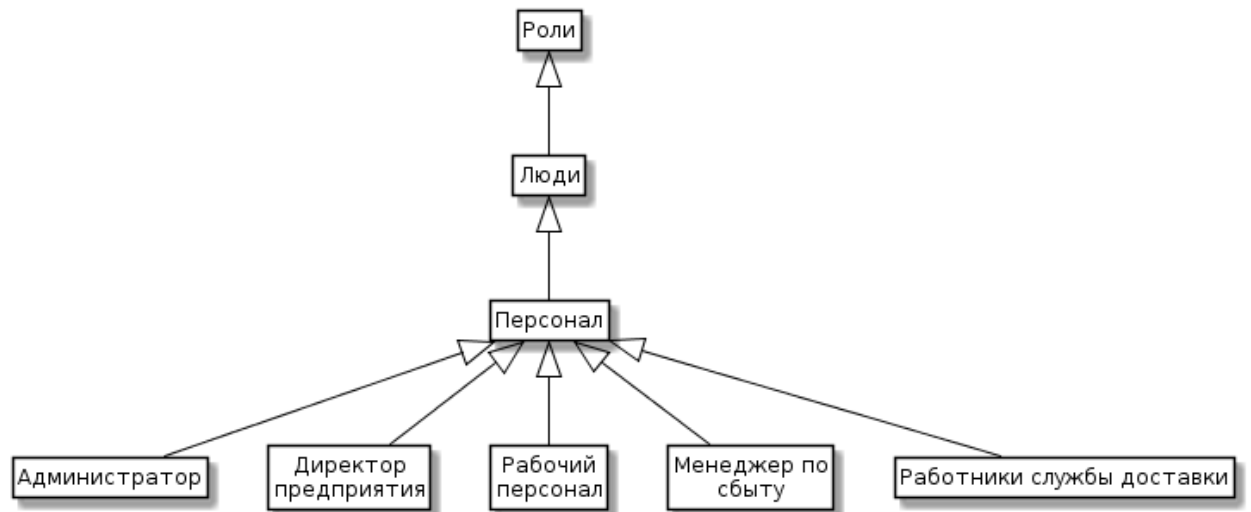 Роли
Люди
Персонал
Администратор
Директор
предприятия
Рабочий
персонал
Менеджер по
сбыту
Работники службы доставки